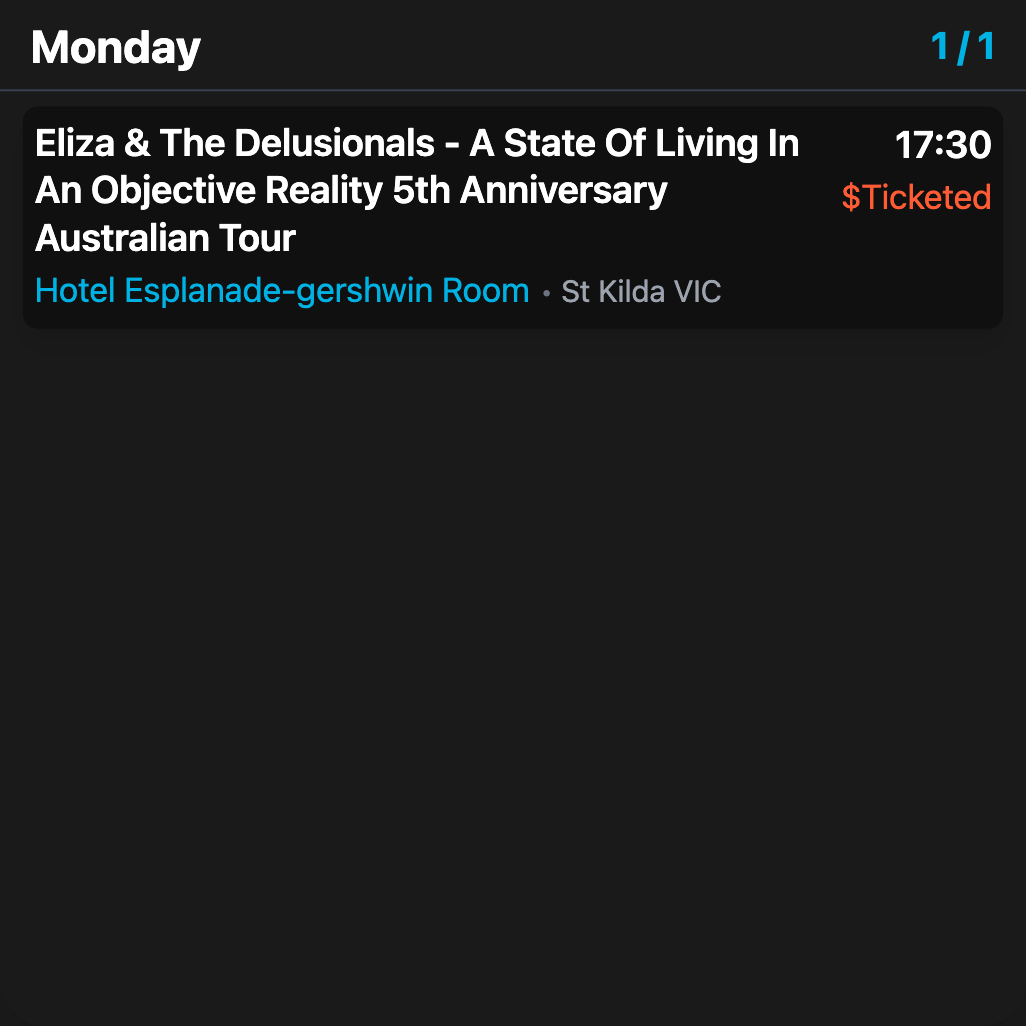 Monday
1 / 1
Eliza & The Delusionals - A State Of Living In
An Objective Reality 5th Anniversary
Australian Tour
17:30
$Ticketed
Hotel Esplanade-gershwin Room • St Kilda VIC